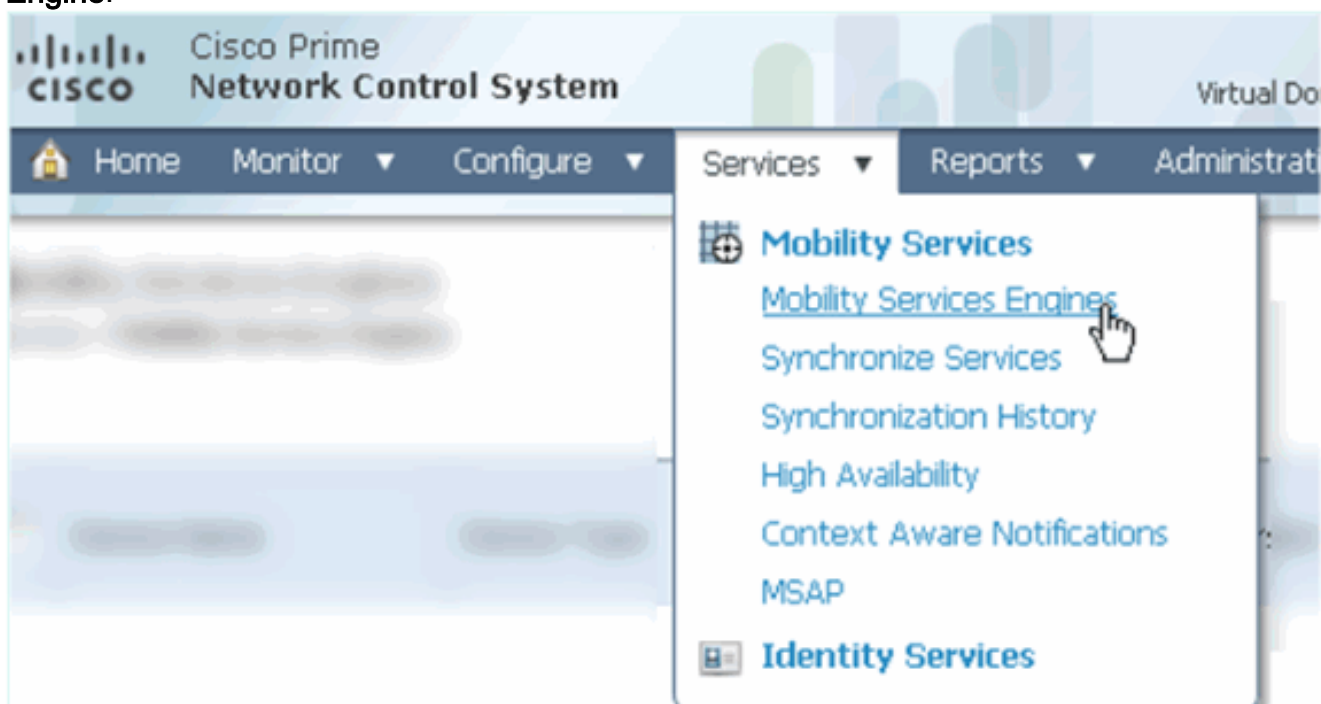 Cisco Prime
CISCO Network Control System
Virtual Do
Home Monitor Configure Services Reports Administrati
Mobility Services
Mobility Services Engines
Synchronize Services
Synchronization History
High Availability
Context Aware Notifications
MSAP
Identity Services